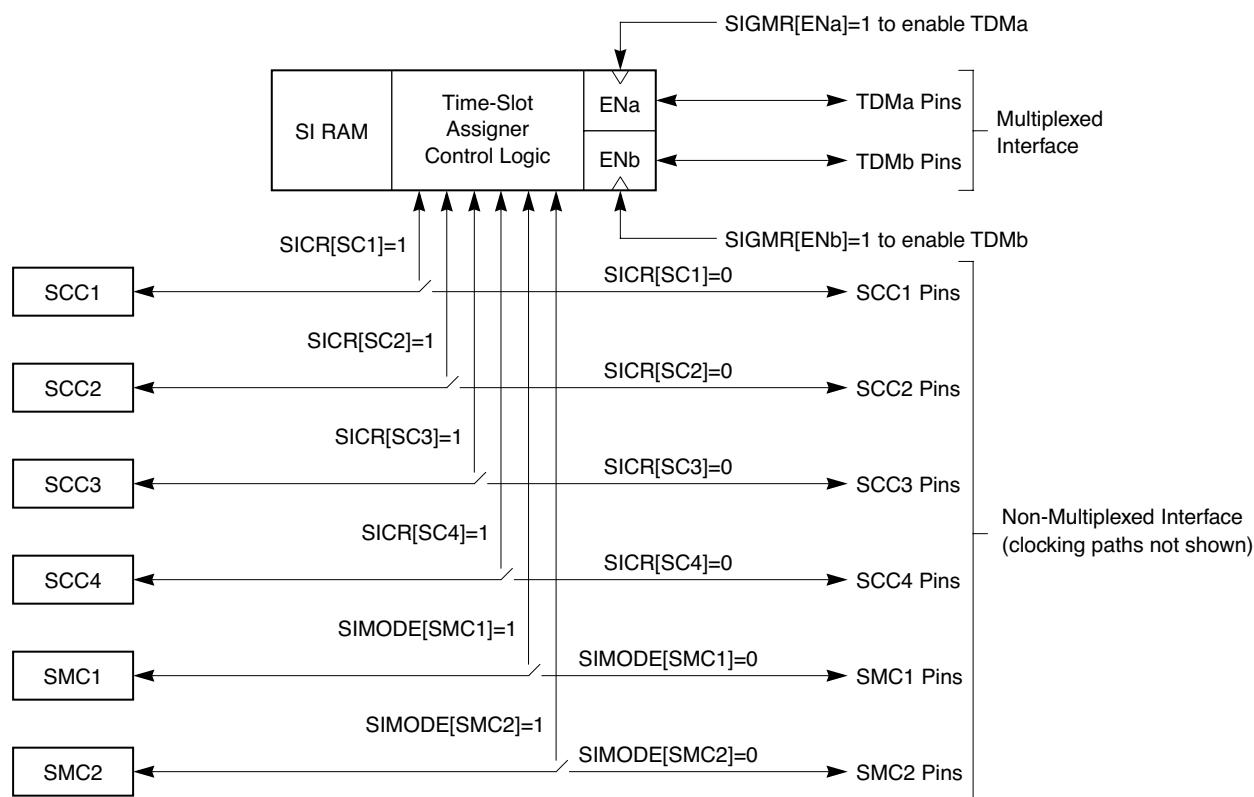 SIGMR[ENa]=1 to enable TDMa
SI RAM
Time-Slot
Assigner
Control Logic
ENa
ENb
TDMa Pins
TDMb Pins
Multiplexed
Interface
SIGMR[ENb]=1 to enable TDMb
SICR[SC1]=1
SCC1
SICR[SC1]=0
SCC1 Pins
SICR[SC2]=1
SCC2
SICR[SC2]=0
SCC2 Pins
SICR[SC3]=1
SCC3
SICR[SC3]=0
SCC3 Pins
Non-Multiplexed Interface
(clocking paths not shown)
SICR[SC4]=1
SCC4
SICR[SC4]=0
SCC4 Pins
SIMODE[SMC1]=1
SMC1
SIMODE[SMC1]=0
SMC1 Pins
SIMODE[SMC2]=1
SMC2
SIMODE[SMC2]=0
SMC2 Pins